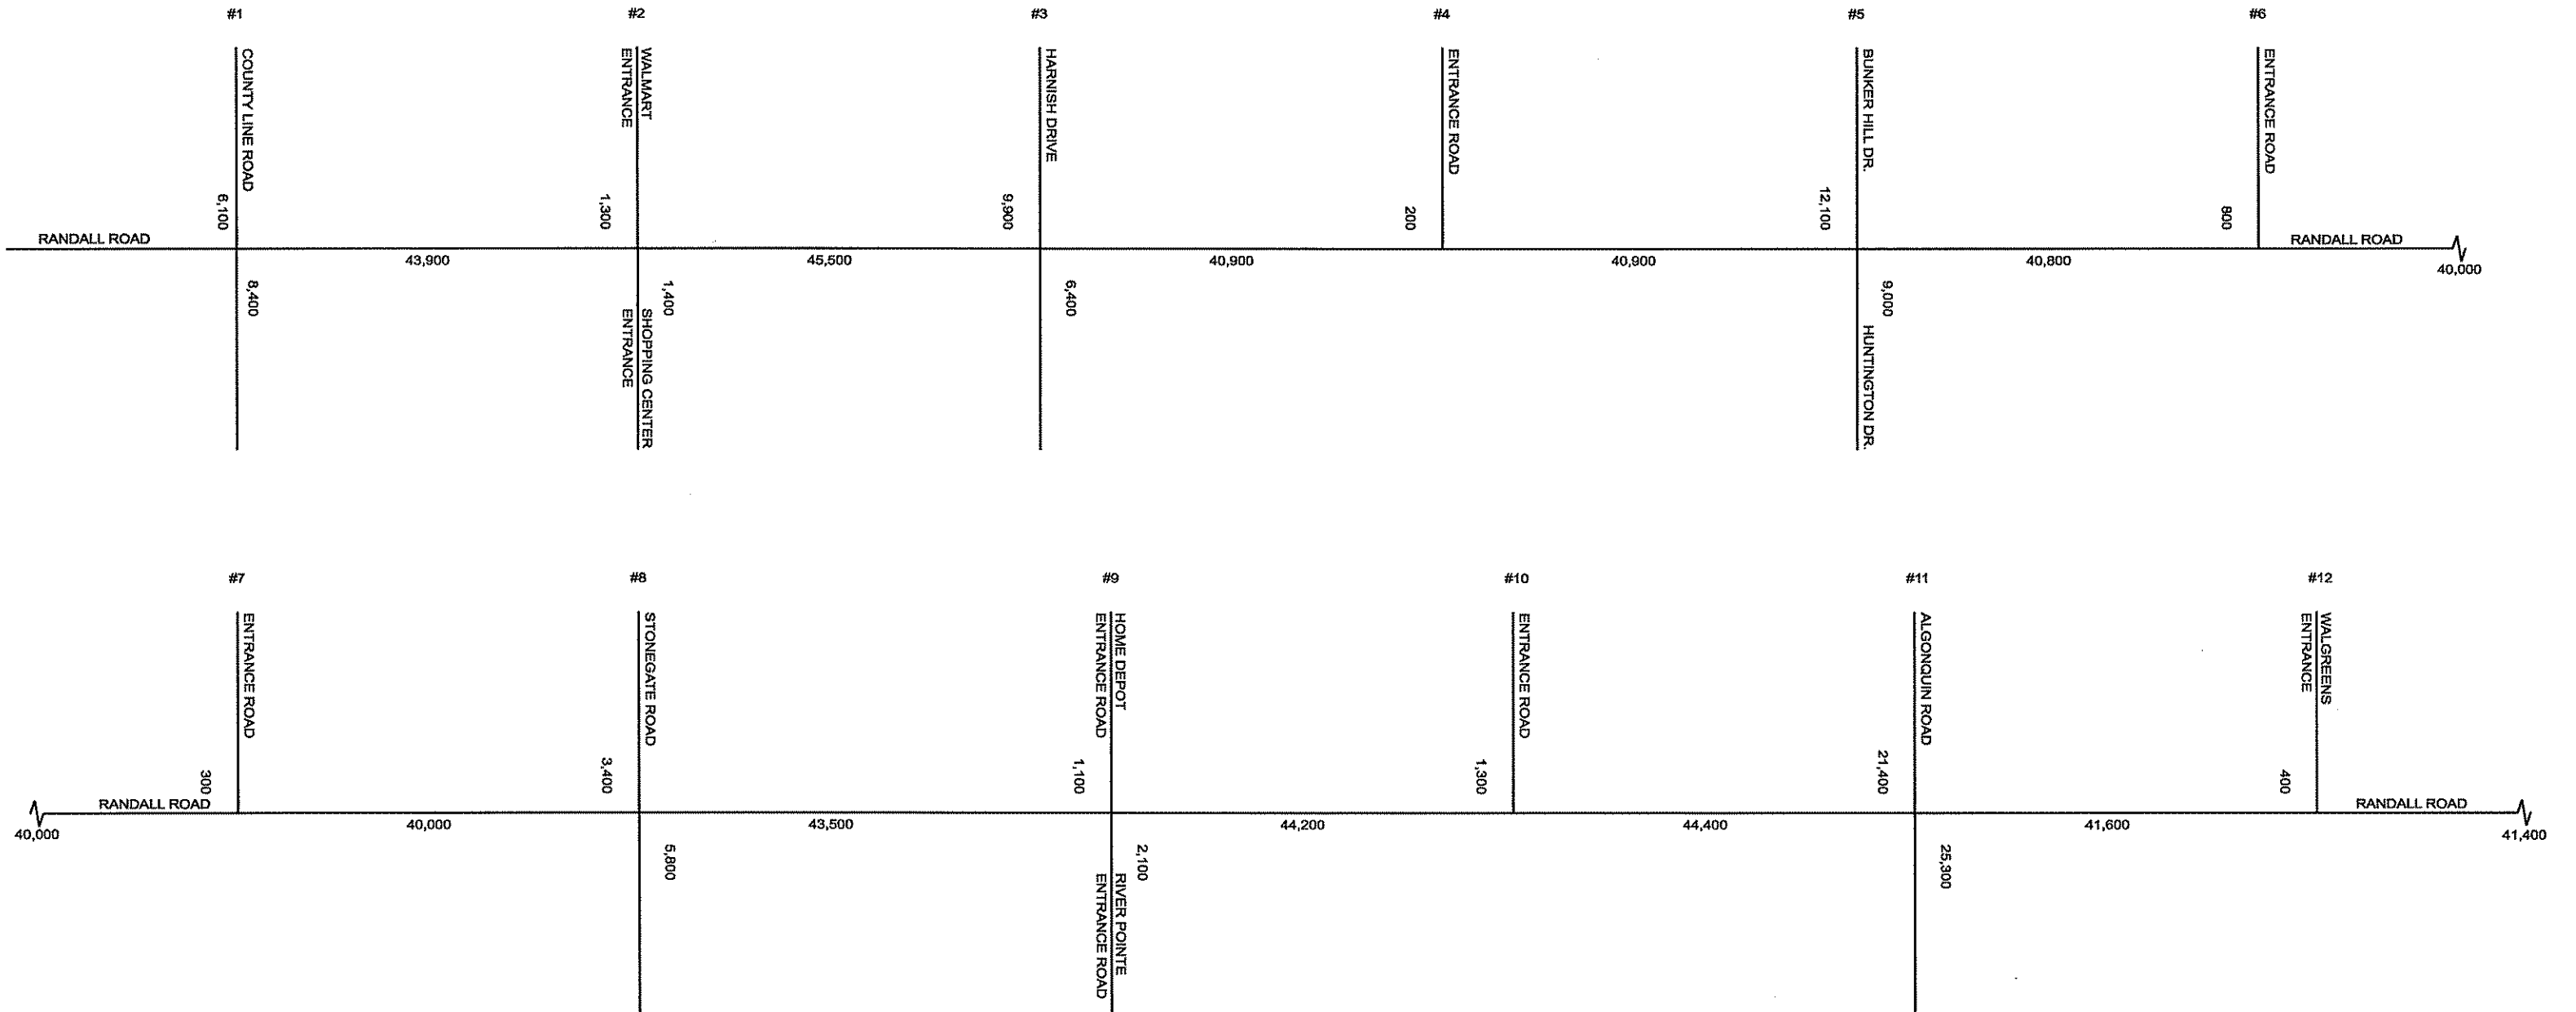 #1
#2
#3
#4
#5
#6
COUNTY LINE ROAD
WALMART
ENTRANCE
HARNISH DRIVE
ENTRANCE ROAD
BUNKER HILL DR.
ENTRANCE ROAD
6,100
1,300
9,900
200
12,100
800
RANDALL ROAD
RANDALL ROAD
43,900
45,500
40,900
40,900
40,800
40,000
8,400
1,400
6,400
9,000
SHOPPING CENTER
ENTRANCE
HUNTINGTON DR.
#7
#8
#9
#10
#11
#12
ENTRANCE ROAD
STONEGATE ROAD
HOME DEPOT
ENTRANCE ROAD
ENTRANCE ROAD
ALGONQUIN ROAD
WALGREENS
ENTRANCE
300
3,400
1,100
1,300
21,400
400
RANDALL ROAD
RANDALL ROAD
40,000
40,000
43,500
44,200
44,400
41,600
41,400
5,800
2,100
25,300
RIVER POINTE
ENTRANCE ROAD